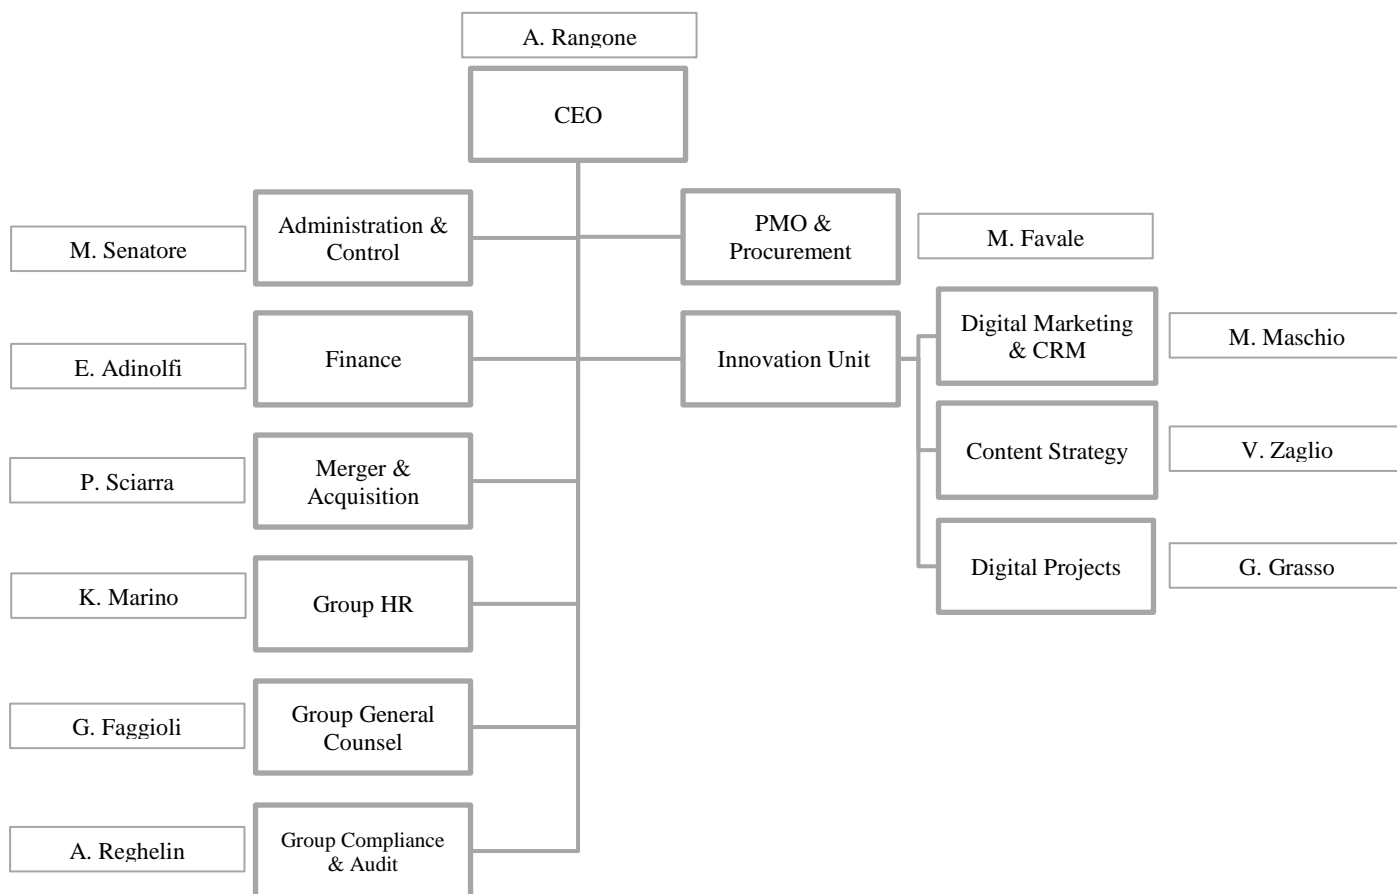 A. Rangone
CEO
M. Senatore
Administration &
Control
PMO &
Procurement
M. Favale
E. Adinolfi
Finance
Innovation Unit
Digital Marketing
& CRM
M. Maschio
P. Sciarra
Merger &
Acquisition
Content Strategy
V. Zaglio
K. Marino
Group HR
Digital Projects
G. Grasso
G. Faggioli
Group General
Counsel
A. Reghelin
Group Compliance
& Audit